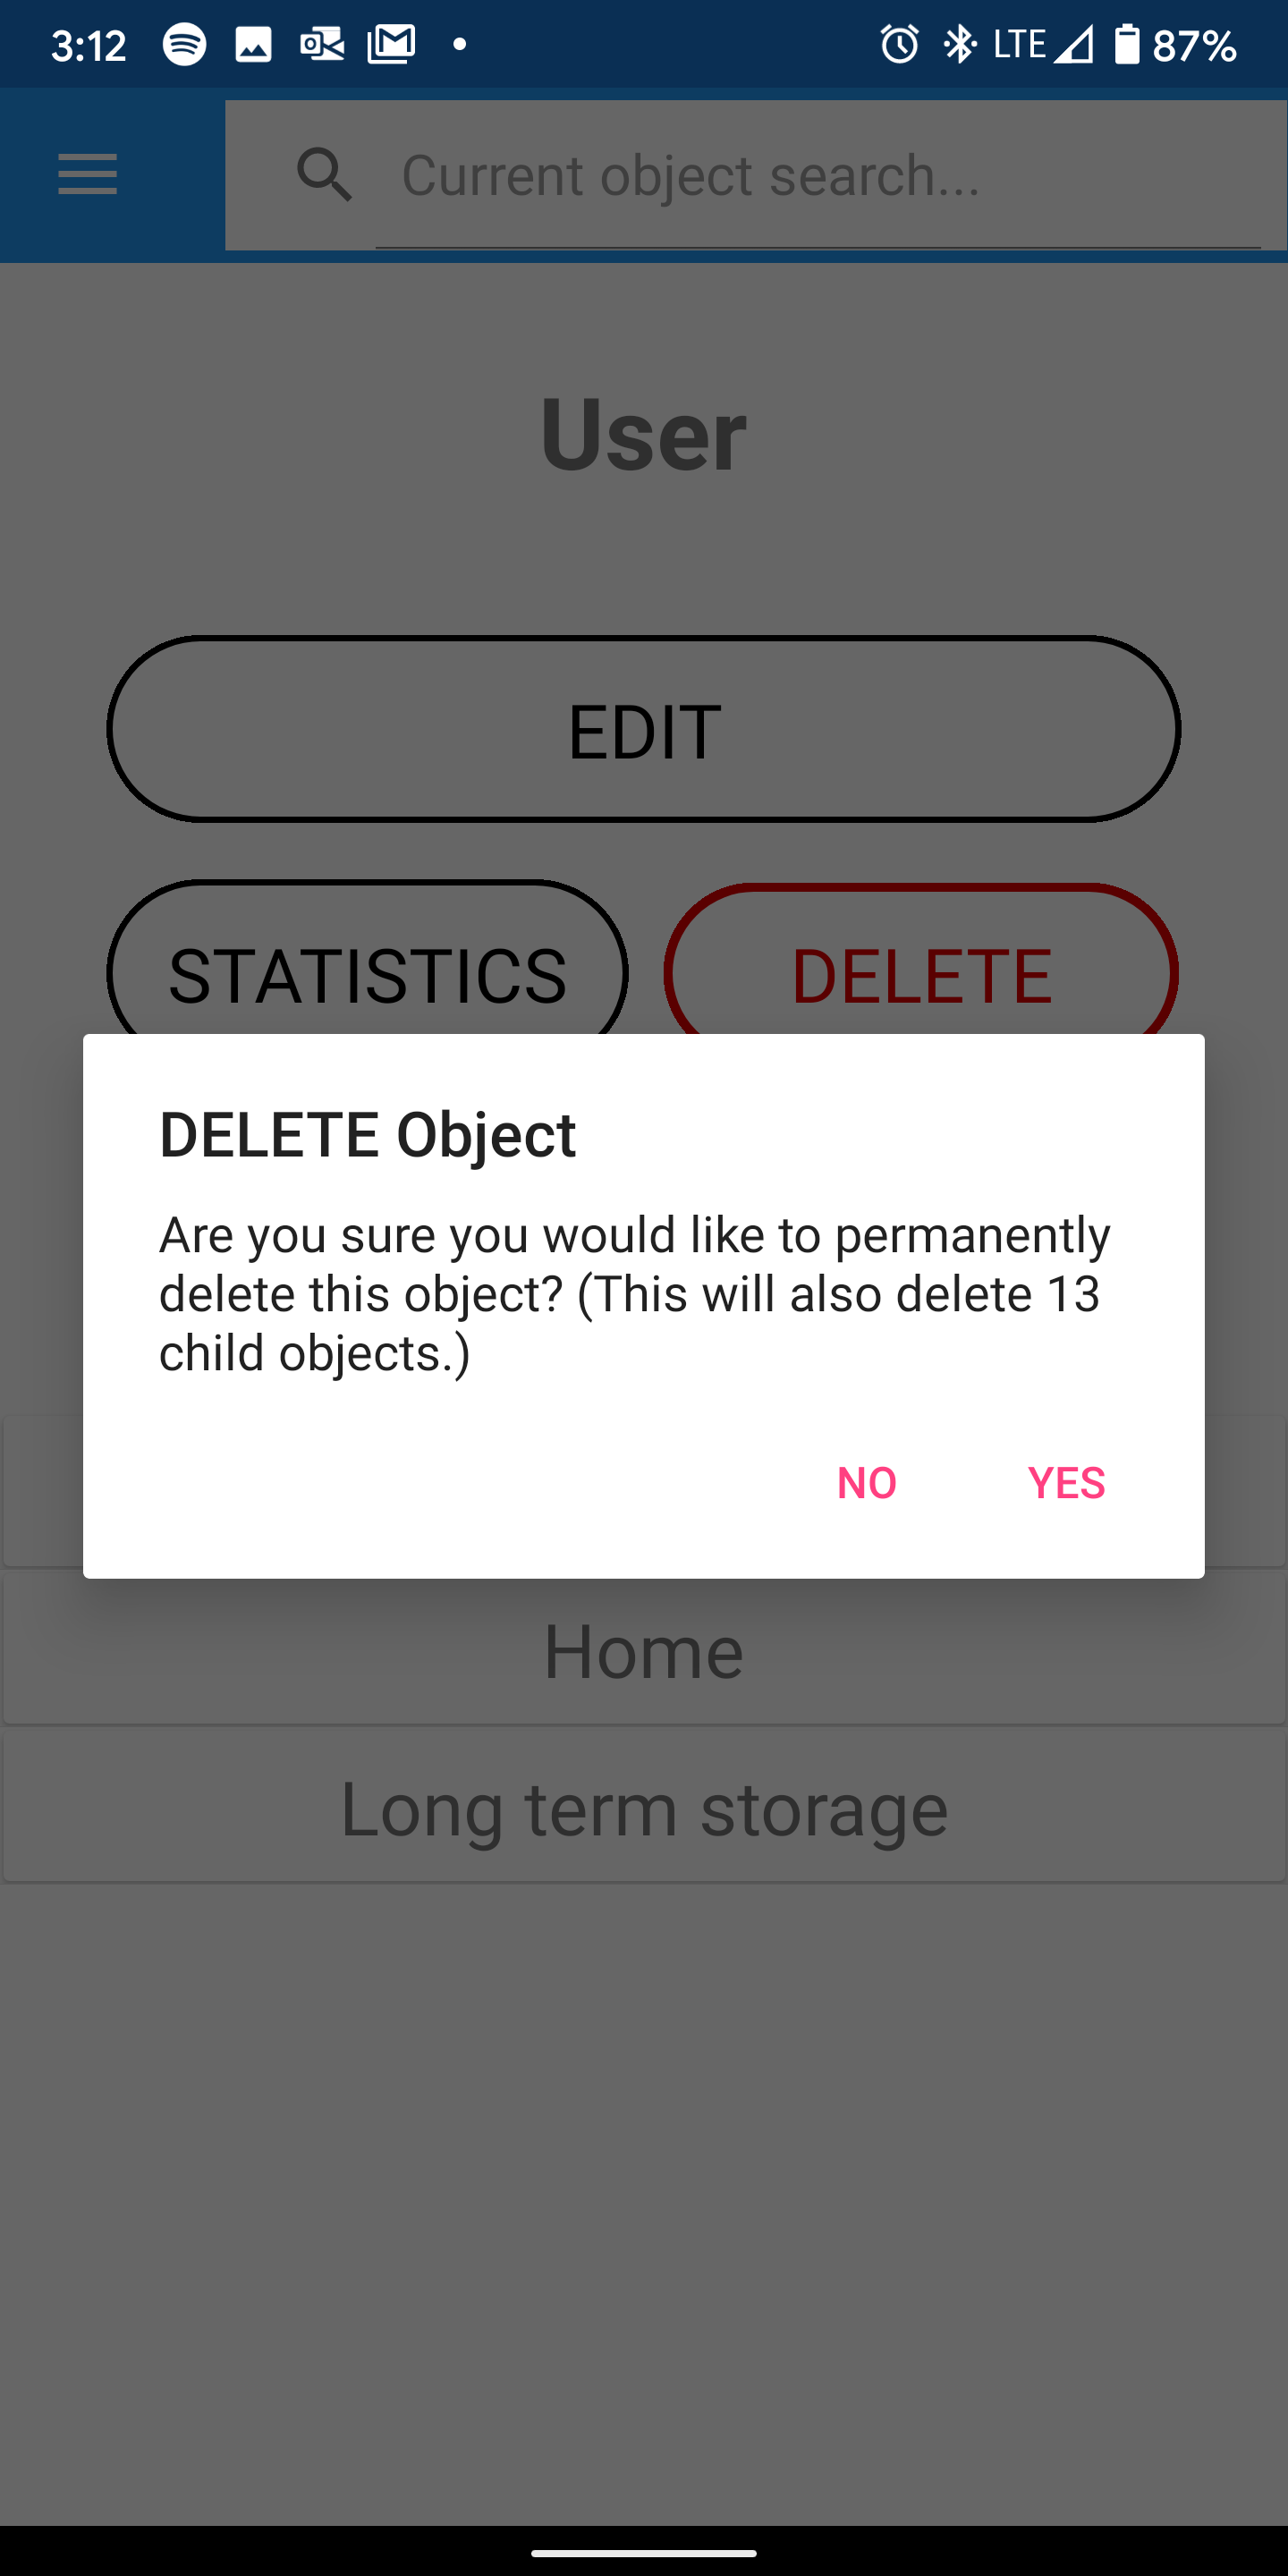 3:12 LTE 87%
Current object search...
User
EDIT
STATISTICS DELETE
DELETE Object
Are you sure you would like to permanently
delete this object? (This will also delete 13
child objects.)
NO YES
Home
Long term storage